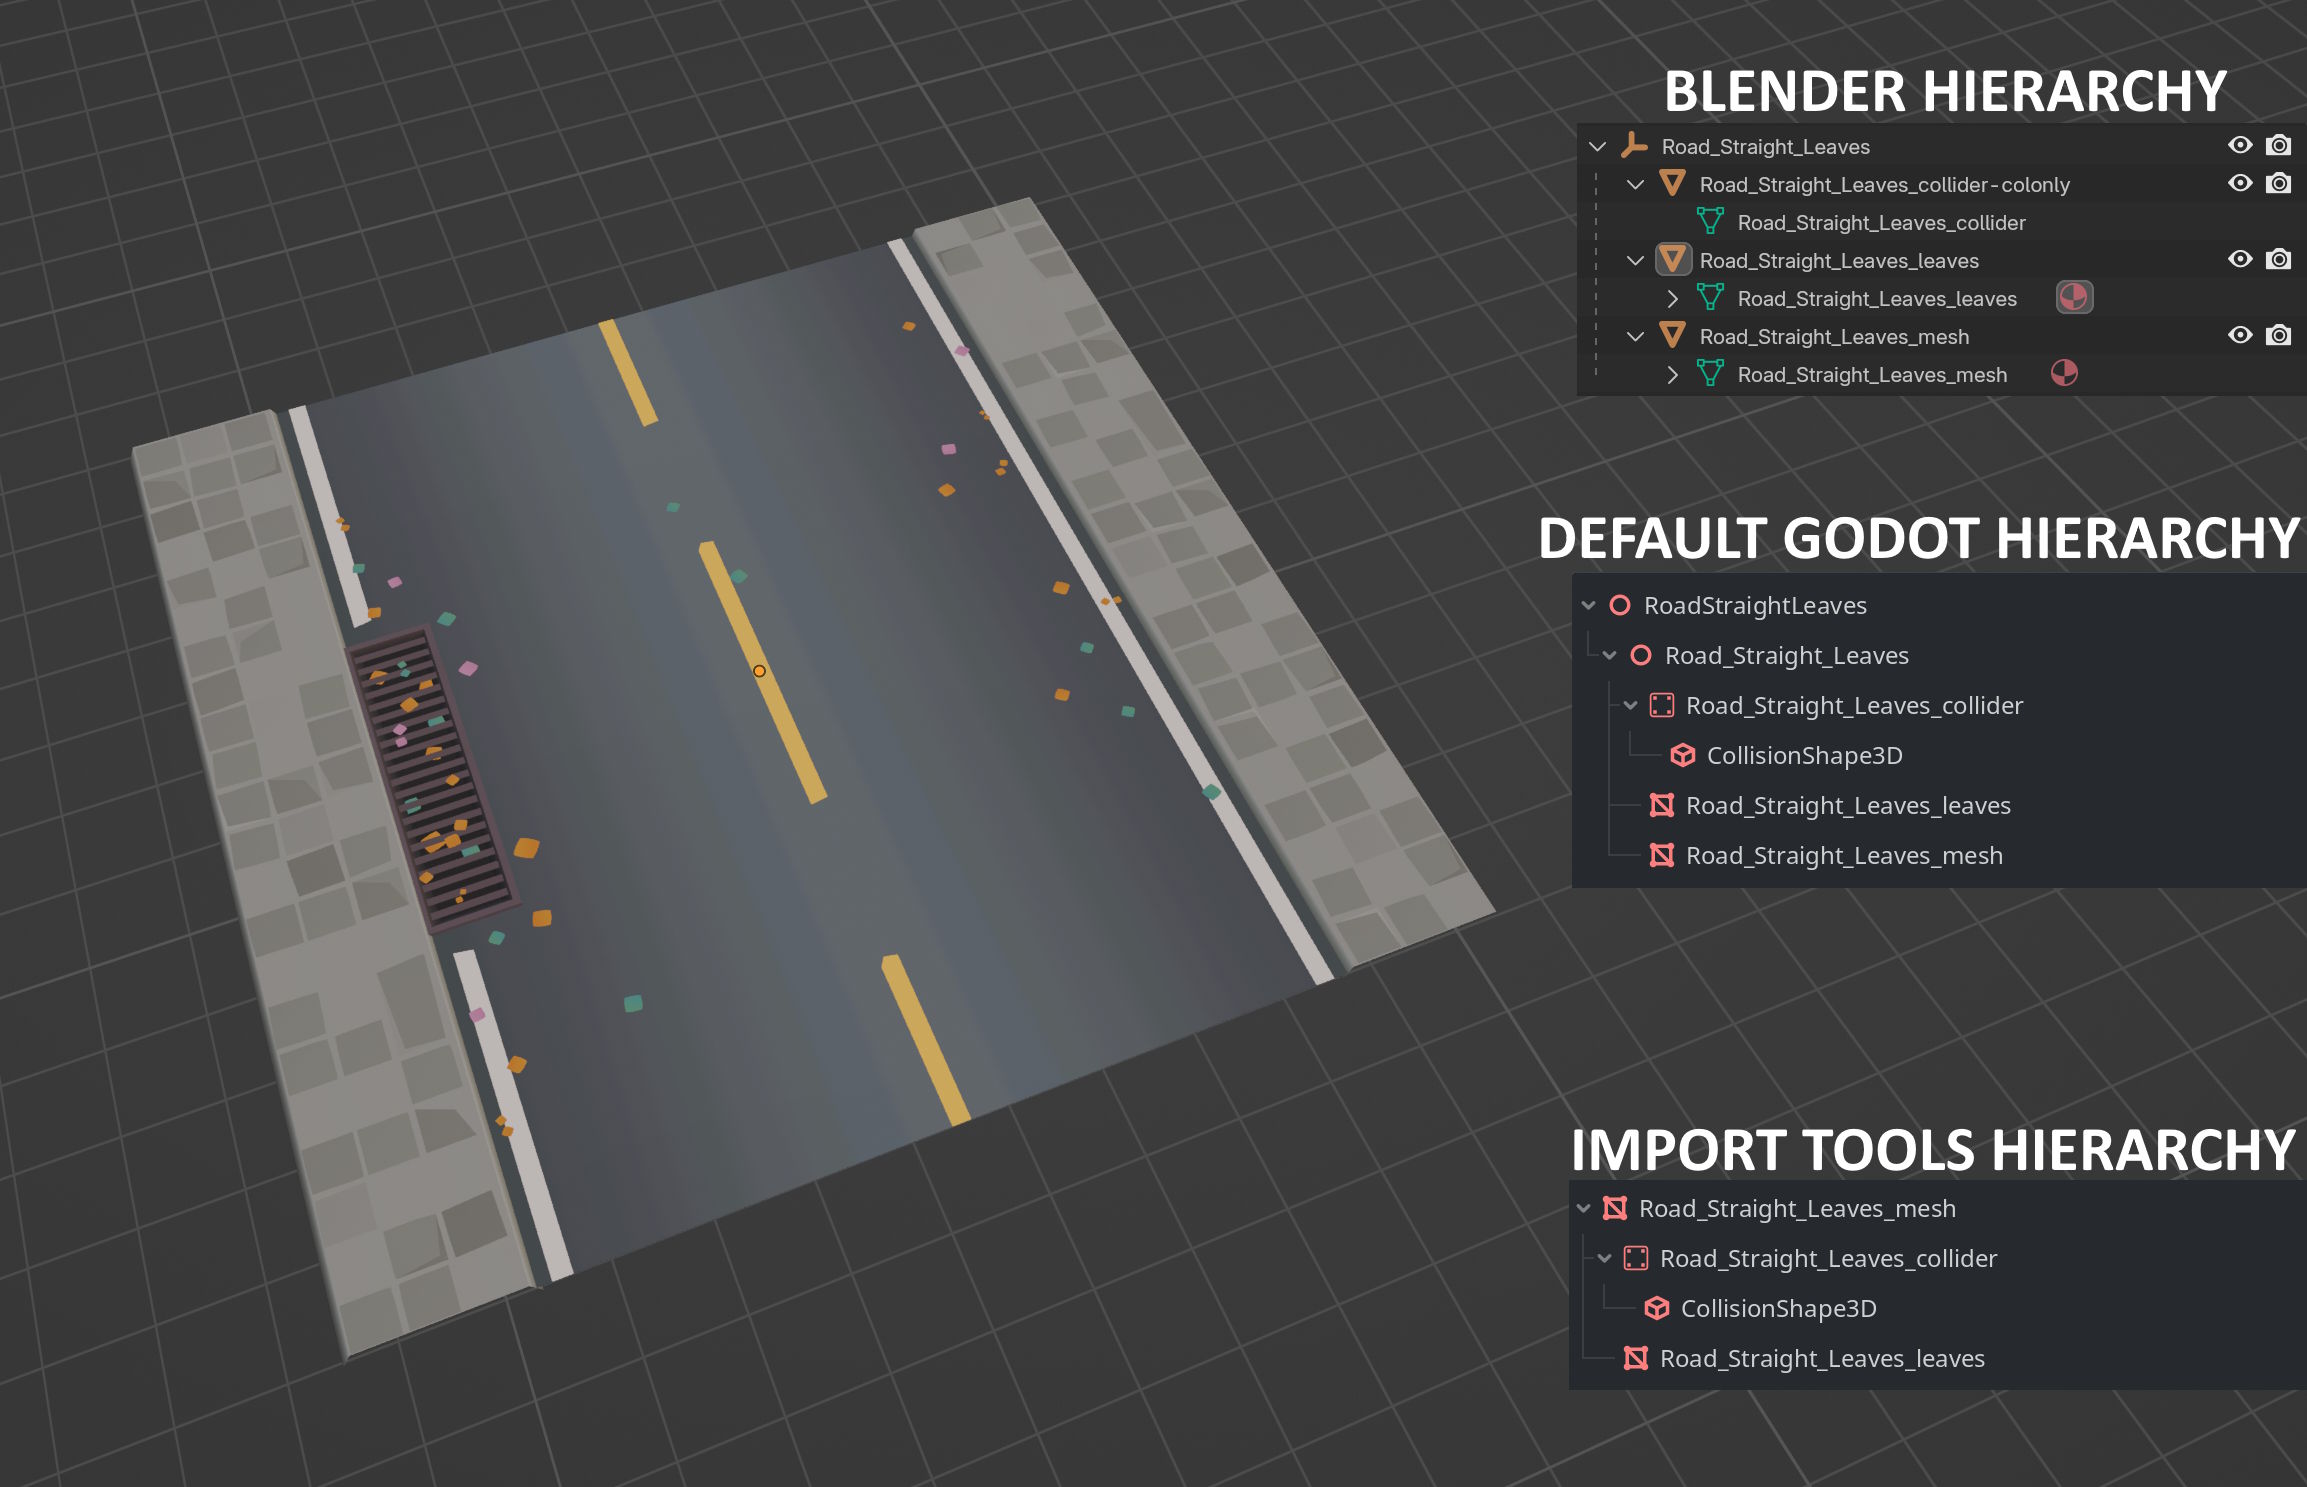 BLENDER HIERARCHY
Road_Straight_Leaves
Road_Straight_Leaves_collider-colonly
Road_Straight_Leaves_collider
Road_Straight_Leaves_leaves
Road_Straight_Leaves_leaves
Road_Straight_Leaves_mesh
Road_Straight_Leaves_mesh
DEFAULT GODOT HIERARCHY
RoadStraightLeaves
Road_Straight_Leaves
Road_Straight_Leaves_collider
CollisionShape3D
Road_Straight_Leaves_leaves
Road_Straight_Leaves_mesh
IMPORT TOOLS HIERARCHY
Road_Straight_Leaves_mesh
Road_Straight_Leaves_collider
CollisionShape3D
Road_Straight_Leaves_leaves